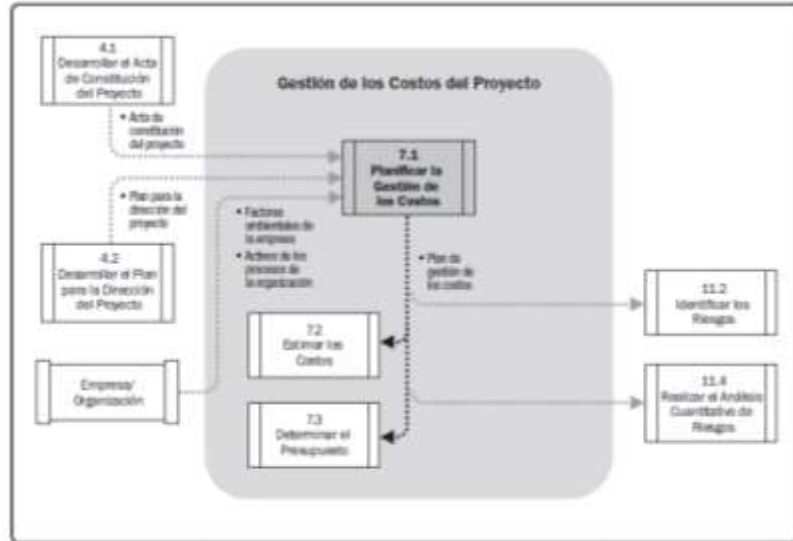 4.1
Desarrollar el Acta
de Constitución
del Proyecto
Gestión de los Costos del Proyecto
• Acta de
constitución
del proyecto
7.1
Planificar la
Gestión de
los Costos
• Plan para la
dirección del
proyecto
• Factores
ambientales de
la empresa
• Activos de los
procesos de
la organización
• Plan de
gestión de
los costos
4.2
Desarrollar el Plan
para la Dirección
del Proyecto
11.2
Identificar los
Riesgos
7.2
Estimar los
Costos
Empresa/
Organización
11.4
Realizar el Análisis
Cuantitativo de
Riesgos
7.3
Determinar el
Presupuesto